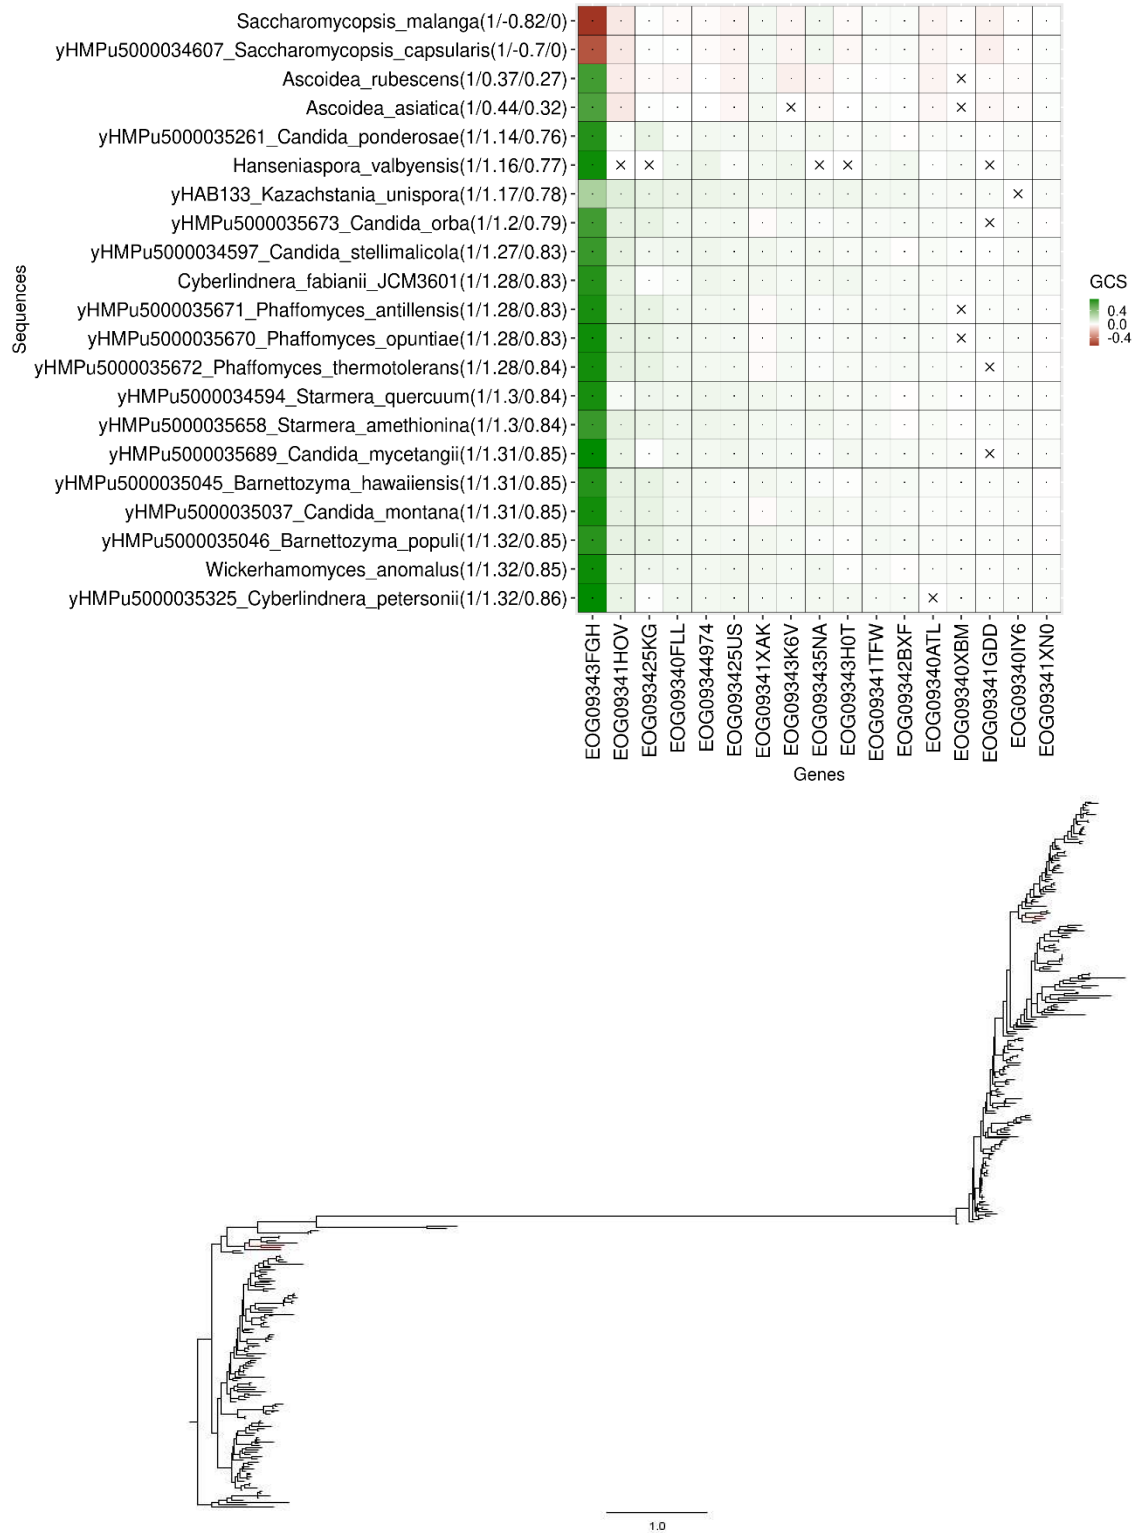 Saccharomycopsis_malanga(1/-0.82/0)
yHMPu5000034607_Saccharomycopsis_capsularis(1/-0.7/0)
Ascoidea_rubescens(1/0.37/0.27)
Ascoidea_asiatica(1/0.44/0.32)
yHMPu5000035261_Candida_ponderosae(1/1.14/0.76)
Hanseniaspora_valbyensis(1/1.16/0.77)
yHAB133_Kazachstania_unispora(1/1.17/0.78)
yHMPu5000035673_Candida_orba(1/1.2/0.79)
yHMPu5000034597_Candida_stellimalicola(1/1.27/0.83)
Cyberlindnera_fabianii_JCM3601(1/1.28/0.83)
yHMPu5000035671_Phaffomyces_antillensis(1/1.28/0.83)
yHMPu5000035670_Phaffomyces_opuntiae(1/1.28/0.83)
yHMPu5000035672_Phaffomyces_thermotolerans(1/1.28/0.84)
yHMPu5000034594_Starmera_quercuum(1/1.3/0.84)
yHMPu5000035658_Starmera_amethionina(1/1.3/0.84)
yHMPu5000035689_Candida_mycetangii(1/1.31/0.85)
yHMPu5000035045_Barnettozyma_hawaiiensis(1/1.31/0.85)
yHMPu5000035037_Candida_montana(1/1.31/0.85)
yHMPu5000035046_Barnettozyma_populi(1/1.32/0.85)
Wickerhamomyces_anomalus(1/1.32/0.85)
yHMPu5000035325_Cyberlindnera_petersonii(1/1.32/0.86)
Sequences
GCS
0.4
0.0
-0.4
EOG09343FGH
EOG09341HOV
EOG093425KG
EOG09340FLL
EOG09344974
EOG093425US
EOG09341XAK
EOG09343K6V
EOG093435NA
EOG09343H0T
EOG09341TFW
EOG09342BXF
EOG09340ATL
EOG09340XBM
EOG09341GDD
EOG09340IY6
EOG09341XN0
Genes
1.0